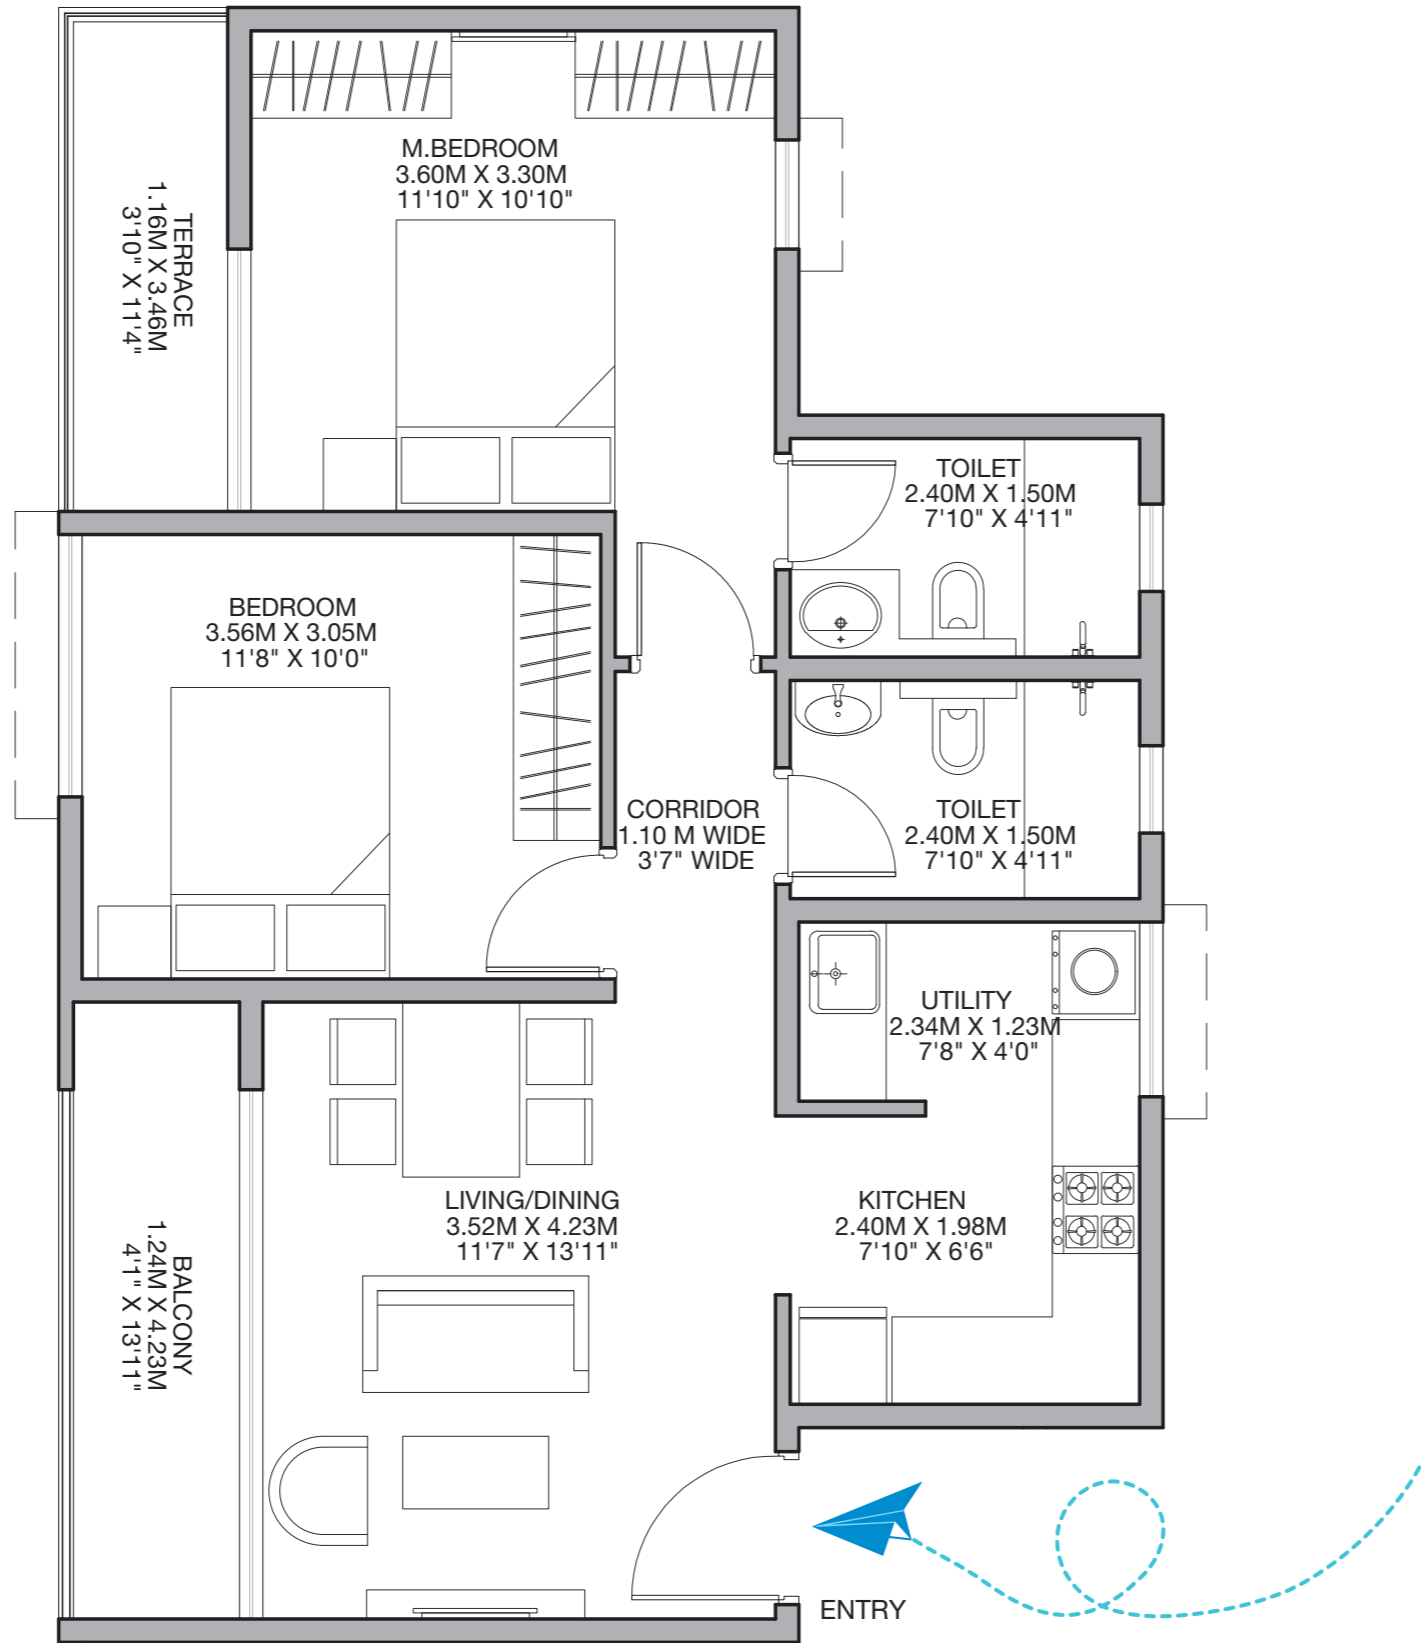 M.BEDROOM
3.60M X 3.30M
11'10" X 10'10"
TERRACE
1.16M X 3.46M
3'10" X 11'4"
TOILET
2.40M X 1.50M
7'10" X 4'11"
BEDROOM
3.56M X 3.05M
11'8" X 10'0"
CORRIDOR
1.10 M WIDE
3'7" WIDE
TOILET
2.40M X 1.50M
7'10" X 4'11"
UTILITY
2.34M X 1.23M
7'8" X 4'0"
LIVING/DINING
3.52M X 4.23M
11'7" X 13'11"
KITCHEN
2.40M X 1.98M
7'10" X 6'6"
BALCONY
1.24M X 4.23M
4'1" X 13'11"
ENTRY